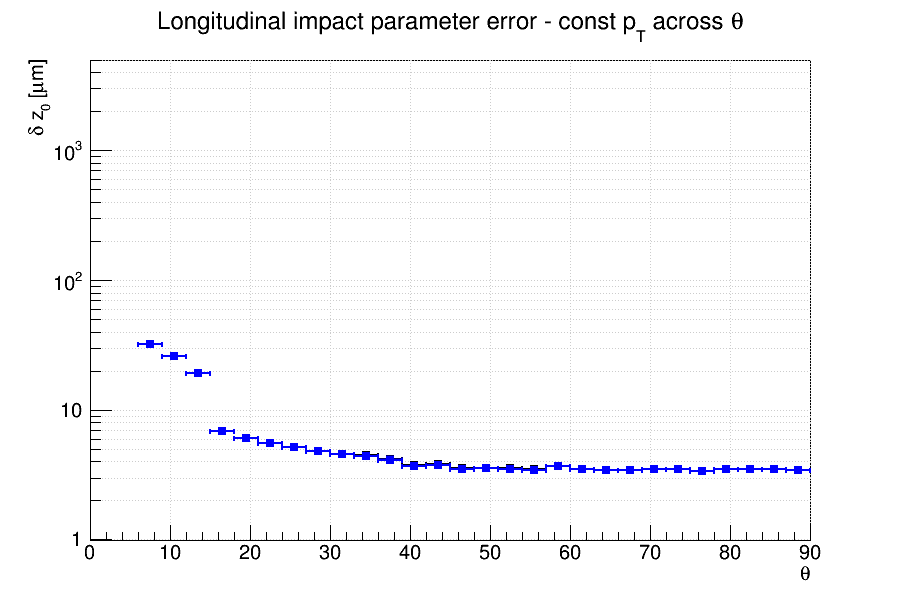 Longitudinal impact parameter error - const p_T across θ
δ z_0 [μm]
10^3
10^2
10
1
0 10 20 30 40 50 60 70 80 90
θ